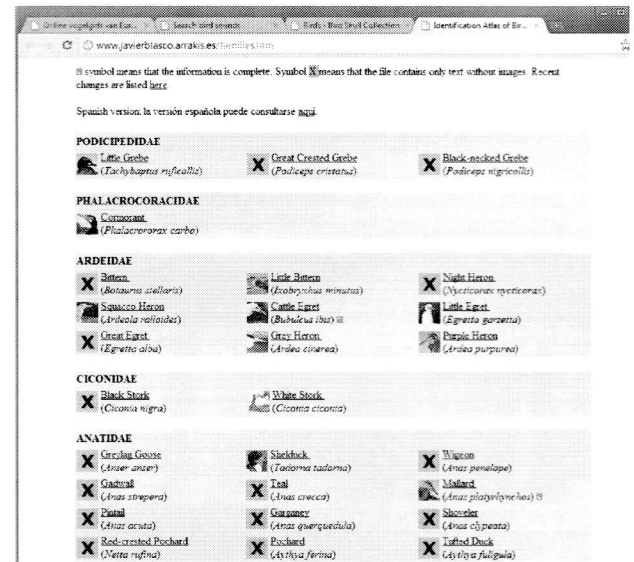 Online vogelgids van Eur...
Search bird sounds
Birds - Bird Skull Collection
Identification Atlas of Bir...
www.javierblasco.arrakis.es/families.htm
symbol means that the information is complete. Symbol X means that the file contains only text without images. Recent
changes are listed here
Spanish version: la versión española puede consultarse aqui.
PODICIPEDIDAE
Little Grebe X Great Crested Grebe X Black-necked Grebe
(Tachybaptus ruficollis) (Podiceps cristatus) (Podiceps nigricollis)
PHALACROCORACIDAE
Cormorant
(Phalacrororax carbo)
ARDEIDAE
X Bittern Little Bittern X Night Heron
(Botaurus stellaris) (Ixobrychus minutus) (Nycticorax nycticorax)
Squacco Heron Cattle Egret Little Egret
(Ardeola ralloides) (Bubulcus ibis) (Egretta garzetta)
X Great Egret Grey Heron Purple Heron
(Egretta alba) (Ardea cinerea) (Ardea purpurea)
CICONIDAE
X Black Stork White Stork
(Ciconia nigra) (Ciconia ciconia)
ANATIDAE
X Greylag Goose Shelduck X Wigeon
(Anser anser) (Tadorna tadorna) (Anas penelope)
X Gadwall X Teal Mallard
(Anas strepera) (Anas crecca) (Anas platyrhynchos)
X Pintail X Garganey X Shoveler
(Anas acuta) (Anas querquedula) (Anas clypeata)
X Red-crested Pochard X Pochard X Tufted Duck
(Netta rufina) (Aythya ferina) (Aythya fuligula)